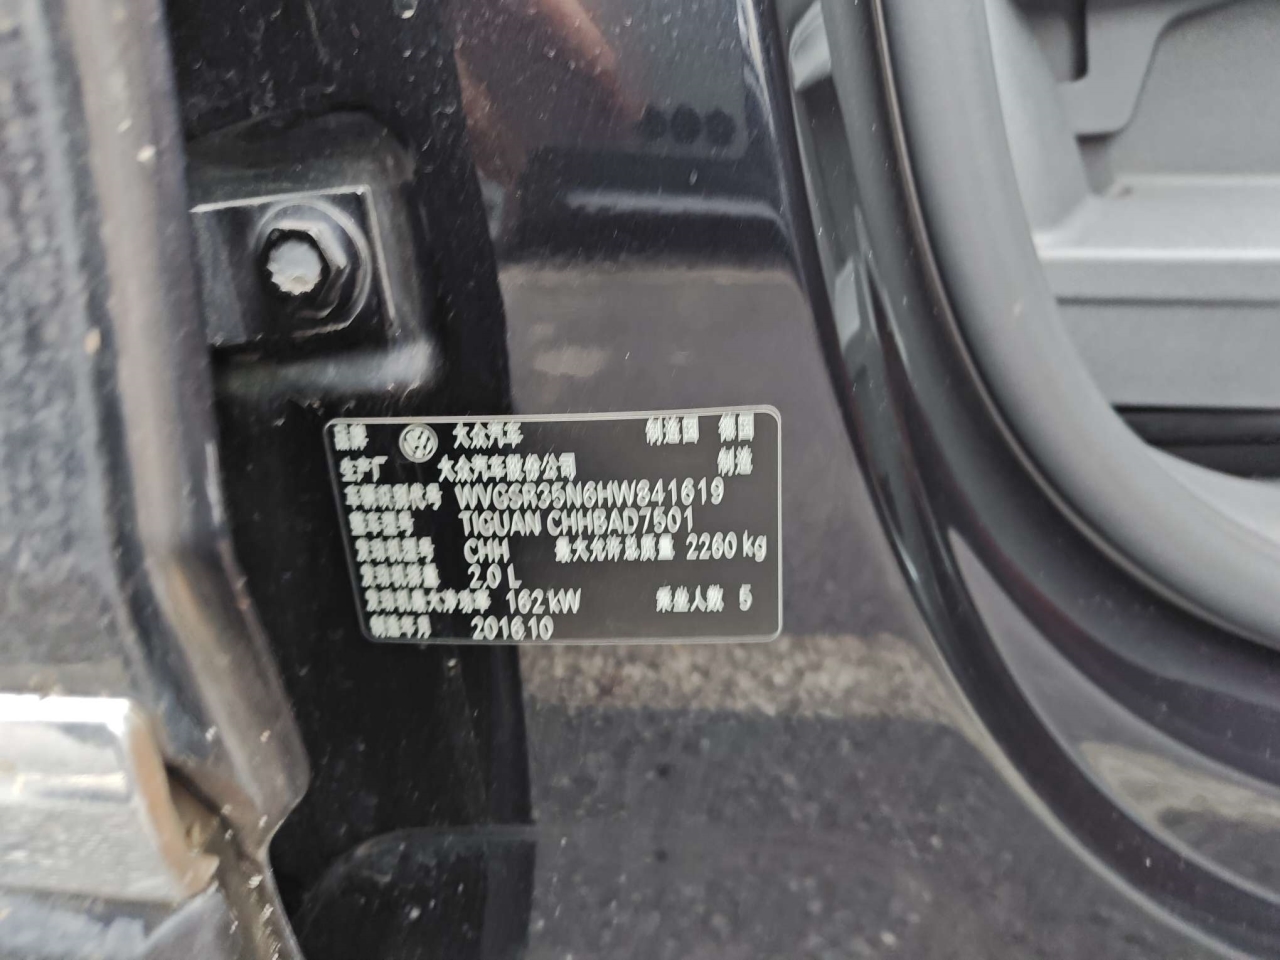 品牌 大众汽车 制造国 德国
生产厂 大众汽车股份公司 制造
车辆识别代号 WVGSR35N6HW841619
整车型号 TIGUAN CHHBAD7501
发动机型号 CHH 最大允许总质量 2260 kg
发动机排量 2.0 L
发动机最大净功率 162 kW 乘坐人数 5
制造年月 2016.10